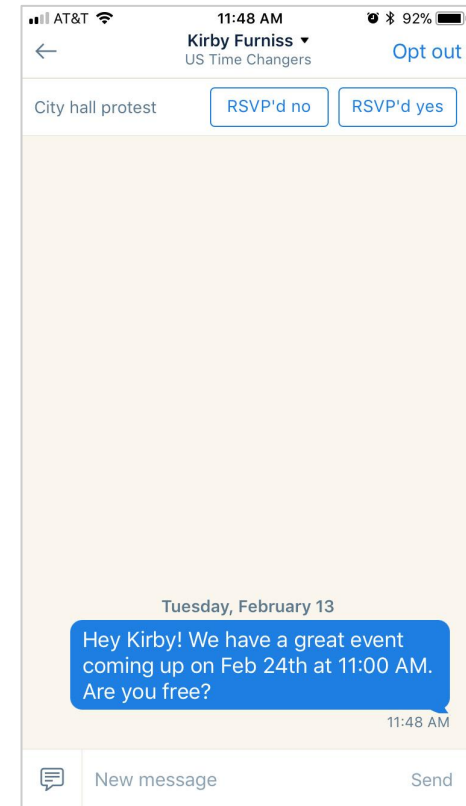 AT&T 11:48 AM 92%
Kirby Furniss
US Time Changers
Opt out
City hall protest RSVP'd no RSVP'd yes
Tuesday, February 13
Hey Kirby! We have a great event
coming up on Feb 24th at 11:00 AM.
Are you free?
11:48 AM
New message Send